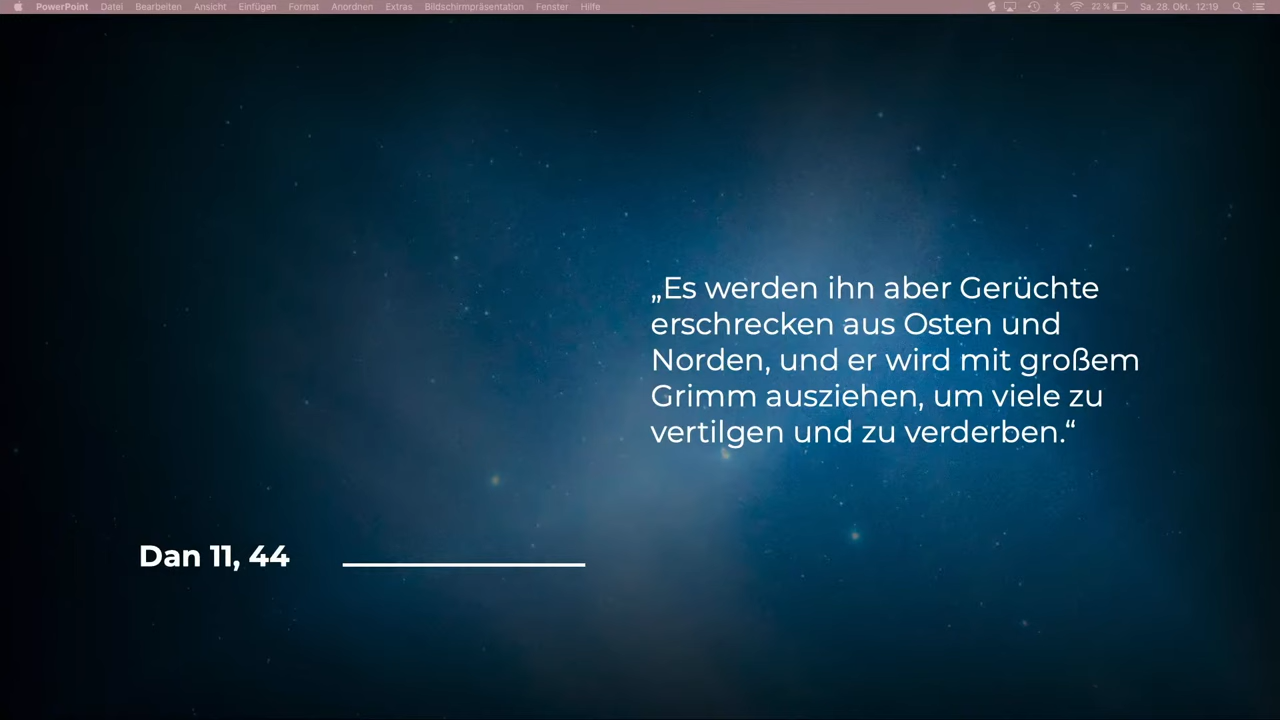 PowerPoint Datei Bearbeiten Ansicht Einfügen Format Anordnen Extras Bildschirmpräsentation Fenster Hilfe 22 % Sa. 28. Okt. 12:19
„Es werden ihn aber Gerüchte
erschrecken aus Osten und
Norden, und er wird mit großem
Grimm ausziehen, um viele zu
vertilgen und zu verderben.“
Dan 11, 44